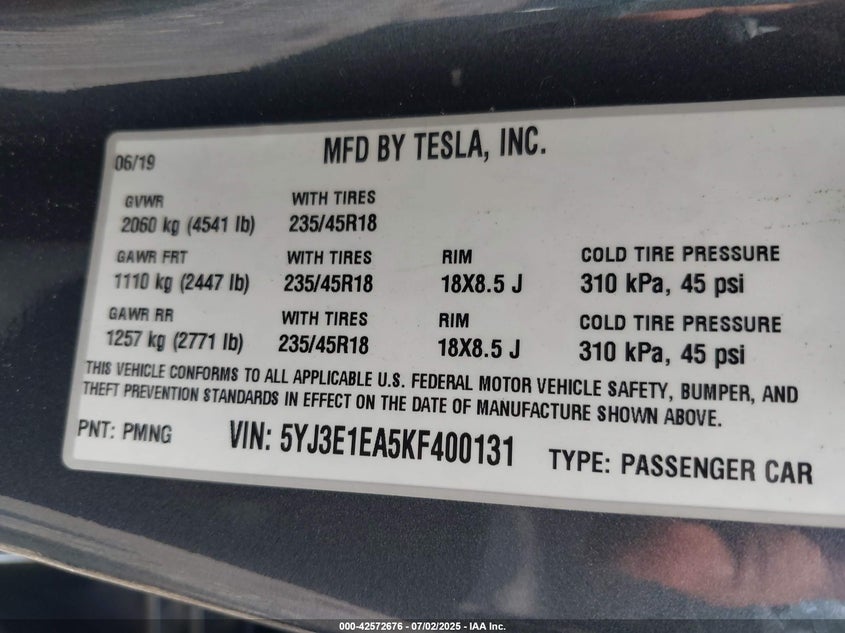 06/19
MFD BY TESLA, INC.
GVWR WITH TIRES
2060 kg (4541 lb) 235/45R18
GAWR FRT WITH TIRES RIM COLD TIRE PRESSURE
1110 kg (2447 lb) 235/45R18 18X8.5 J 310 kPa, 45 psi
GAWR RR WITH TIRES RIM COLD TIRE PRESSURE
1257 kg (2771 lb) 235/45R18 18X8.5 J 310 kPa, 45 psi
THIS VEHICLE CONFORMS TO ALL APPLICABLE U.S. FEDERAL MOTOR VEHICLE SAFETY, BUMPER, AND
THEFT PREVENTION STANDARDS IN EFFECT ON THE DATE OF MANUFACTURE SHOWN ABOVE.
PNT: PMNG VIN: 5YJ3E1EA5KF400131 TYPE: PASSENGER CAR
000-42572676 - 07/02/2025 - IAA Inc.